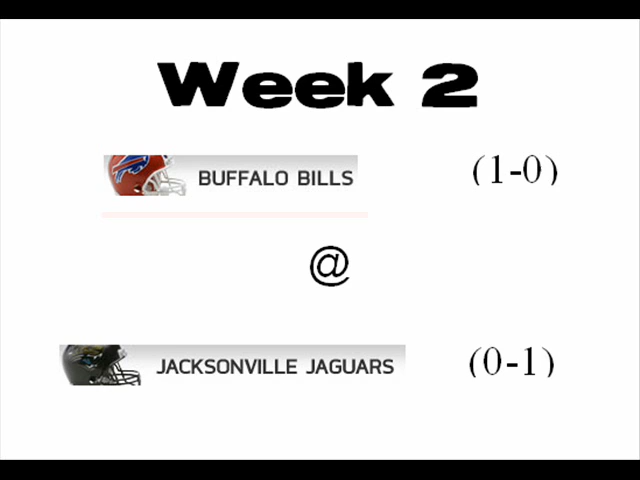 Week 2
BUFFALO BILLS (1-0)
@
JACKSONVILLE JAGUARS (0-1)